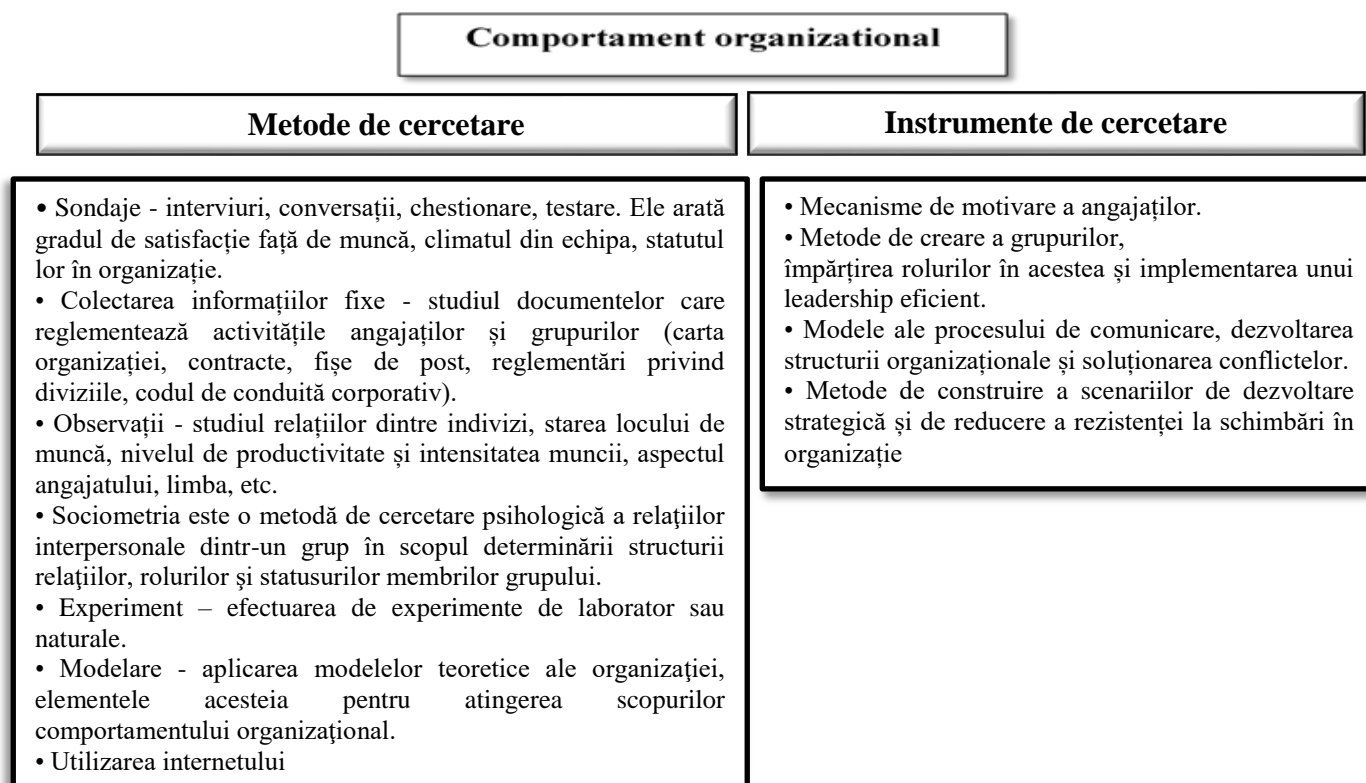 Comportament organizational
Metode de cercetare
Instrumente de cercetare
• Sondaje - interviuri, conversații, chestionare, testare. Ele arată
gradul de satisfacție față de muncă, climatul din echipa, statutul
lor în organizație.
• Colectarea informațiilor fixe - studiul documentelor care
reglementează activitățile angajaților și grupurilor (carta
organizației, contracte, fișe de post, reglementări privind
diviziile, codul de conduită corporativ).
• Observații - studiul relațiilor dintre indivizi, starea locului de
muncă, nivelul de productivitate și intensitatea muncii, aspectul
angajatului, limba, etc.
• Sociometria este o metodă de cercetare psihologică a relaţiilor
interpersonale dintr-un grup în scopul determinării structurii
relaţiilor, rolurilor şi statusurilor membrilor grupului.
• Experiment – efectuarea de experimente de laborator sau
naturale.
• Modelare - aplicarea modelelor teoretice ale organizaţiei,
elementele acesteia pentru atingerea scopurilor
comportamentului organizaţional.
• Utilizarea internetului
• Mecanisme de motivare a angajaților.
• Metode de creare a grupurilor,
împărțirea rolurilor în acestea și implementarea unui
leadership eficient.
• Modele ale procesului de comunicare, dezvoltarea
structurii organizaționale și soluționarea conflictelor.
• Metode de construire a scenariilor de dezvoltare
strategică și de reducere a rezistenței la schimbări în
organizație